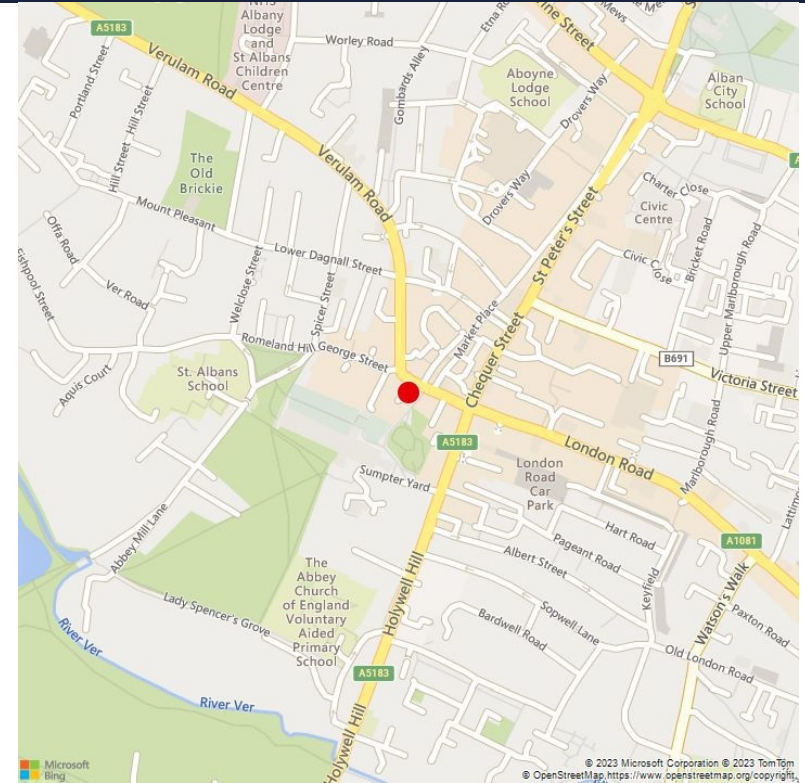 NHS
Albany
Lodge
and
St Albans
Children
Centre
A5183
Verulam Road
Worley Road
Etna Ro
ne Street
Mews
Portland Street
Hill Street
Hill Street
Gombards Alley
Aboyne
Lodge
School
Drovers Way
Alban
City
School
The
Old
Brickie
Verulam Road
Drovers Way
St Peter's Street
Charter Close
Civic
Centre
Mount Pleasant
Offa Road
Lower Dagnall Street
Civic Close
Bricket Road
Upper Marlborough Road
Fishpool Street
Ver Road
Welclose Street
Spicer Street
Market Place
Chequer Street
Romeland Hill
George Street
B691
Victoria Street
Aquis Court
St. Albans
School
A5183
London Road
Marlborough Road
Lattimo
Sumpter Yard
London
Road
Car
Park
Abbey Mill Lane
Hart Road
Pageant Road
Albert Street
A1081
Keyfield
Watson's Walk
The
Abbey
Church
of England
Voluntary
Aided
Primary
School
Holywell Hill
Lady Spencer's Grove
Bardwell Road
Sopwell Lane
Paxton Road
Old London Road
River Ver
A5183
River Ver
Holywell Hill
Microsoft
Bing
© 2023 Microsoft Corporation © 2023 TomTom
© OpenStreetMap,https://www.openstreetmap.org/copyright.